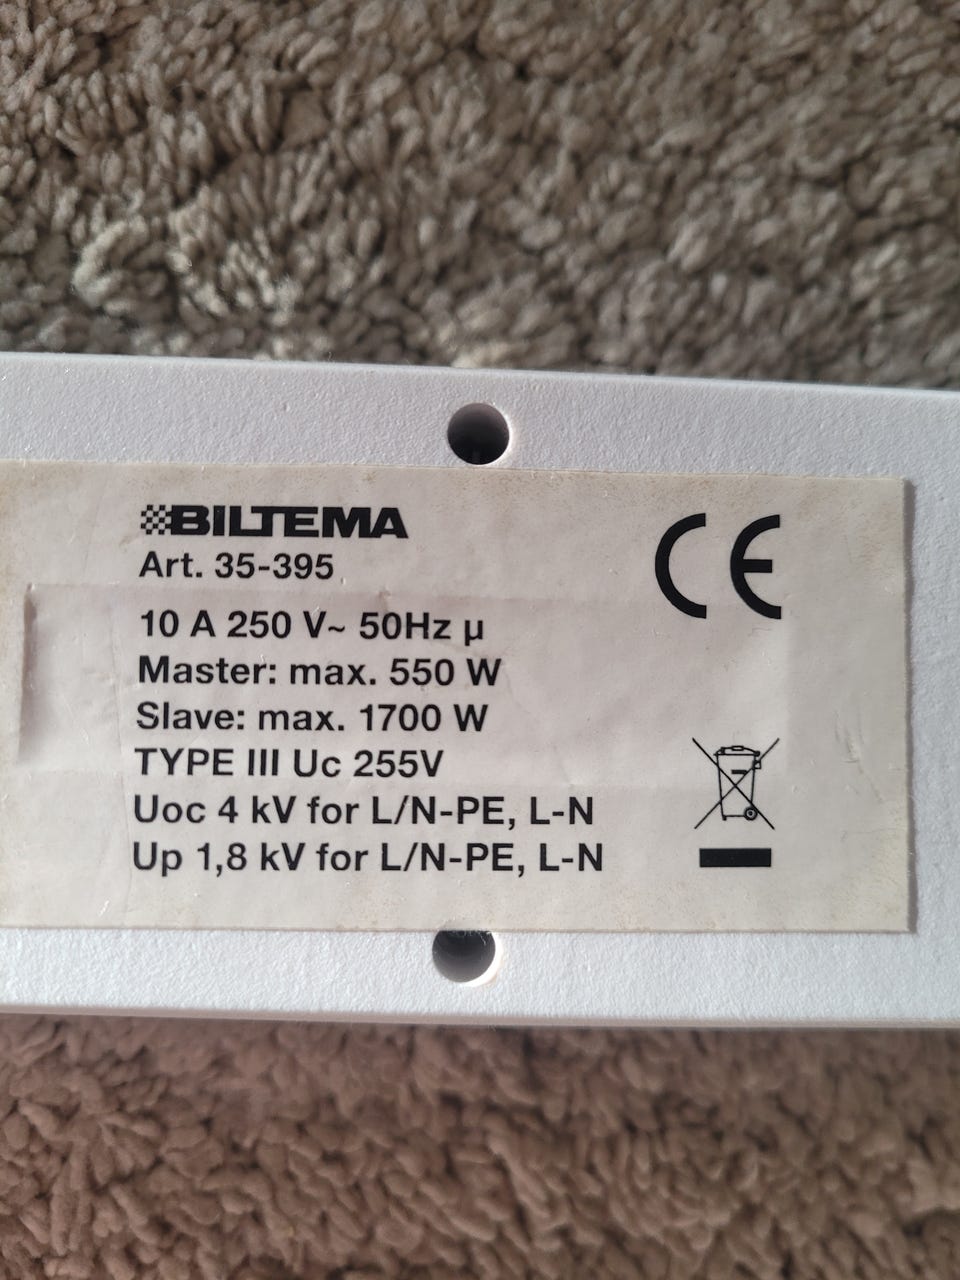 BILTEMA
Art. 35-395
10 A 250 V~ 50Hz µ
Master: max. 550 W
Slave: max. 1700 W
TYPE III Uc 255V
Uoc 4 kV for L/N-PE, L-N
Up 1,8 kV for L/N-PE, L-N
CE